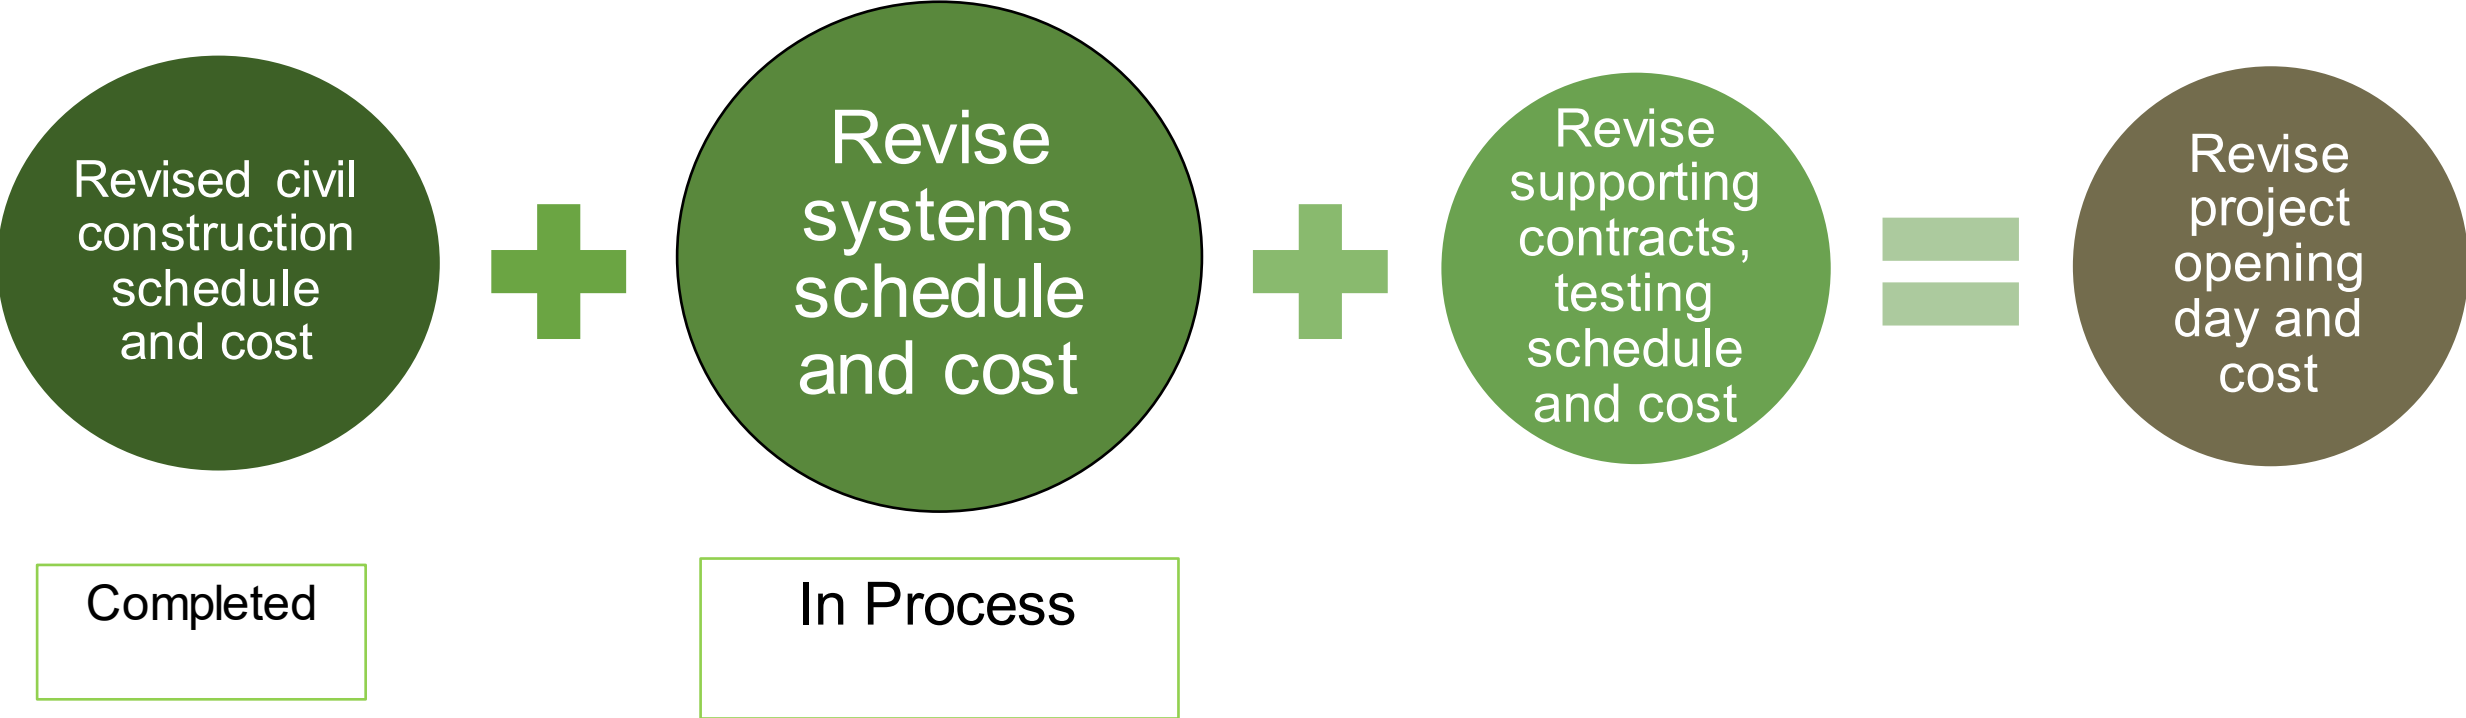 Revised civil
construction
schedule
and cost
Revise
systems
schedule
and cost
Revise
supporting
contracts,
testing
schedule
and cost
Revise
project
opening
day and
cost
Completed
In Process